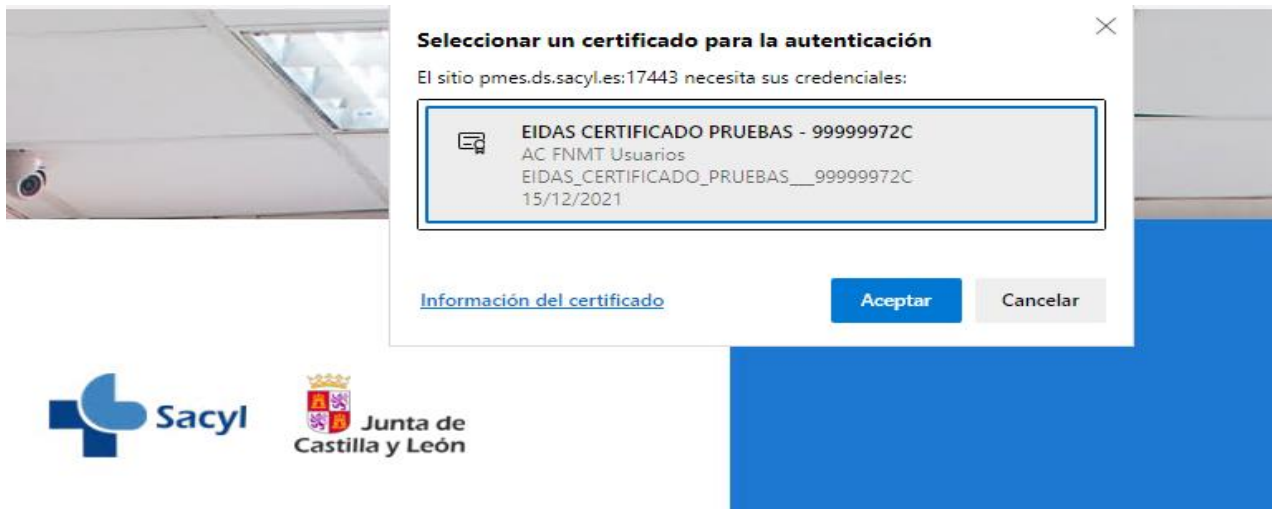 Seleccionar un certificado para la autenticación
El sitio pmes.ds.sacyl.es:17443 necesita sus credenciales:
EIDAS CERTIFICADO PRUEBAS - 99999972C
AC FNMT Usuarios
EIDAS_CERTIFICADO_PRUEBAS___99999972C
15/12/2021
Información del certificado
Aceptar
Cancelar
Sacyl
Junta de
Castilla y León